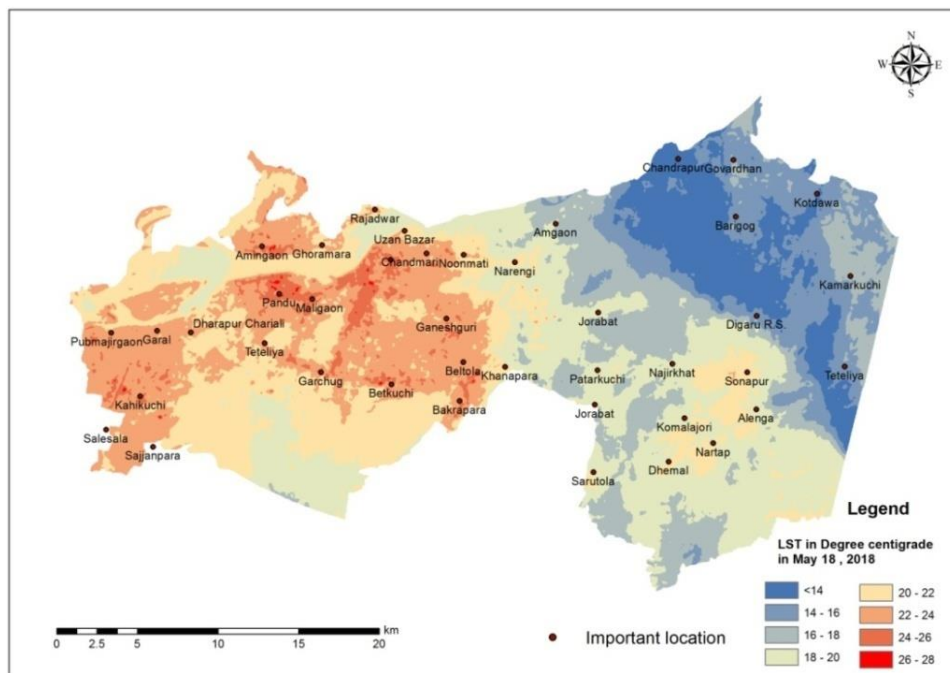 N
W E
S
Chandrapur
Govardhan
Kotdawa
Rajadwar
Barigog
Amgaon
Uzan Bazar
Amingaon
Ghoramara
Chandmari
Noonmati
Narengi
Kamarkuchi
Pandu
Maligaon
Jorabat
Digaru R.S.
Ganeshguri
Dharapur Chariali
Pubmajirgaon
Garal
Teteliya
Garchug
Betkuchi
Beltola
Khanapara
Patarkuchi
Najirkhat
Sonapur
Teteliya
Kahikuchi
Bakrapara
Jorabat
Komalajori
Alenga
Salesala
Sajjanpara
Nartap
Dhemal
Sarutola
Legend
LST in Degree centigrade
in May 18 , 2018
<14
14 - 16
16 - 18
18 - 20
20 - 22
22 - 24
24 -26
26 - 28
km
0 2.5 5 10 15 20
Important location